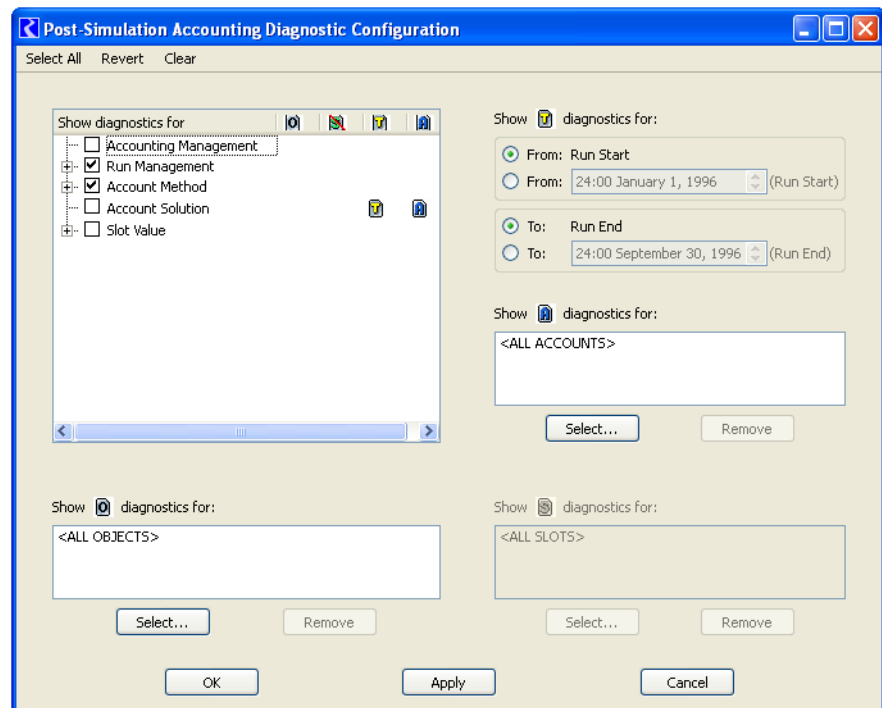 Post-Simulation Accounting Diagnostic Configuration
Select All Revert Clear
Show diagnostics for O S T A
Accounting Management
Run Management
Account Method
Account Solution T A
Slot Value
Show T diagnostics for:
From: Run Start
From: 24:00 January 1, 1996 (Run Start)
To: Run End
To: 24:00 September 30, 1996 (Run End)
Show A diagnostics for:
<ALL ACCOUNTS>
Select... Remove
Show O diagnostics for:
<ALL OBJECTS>
Select... Remove
Show S diagnostics for:
<ALL SLOTS>
Select... Remove
OK Apply Cancel